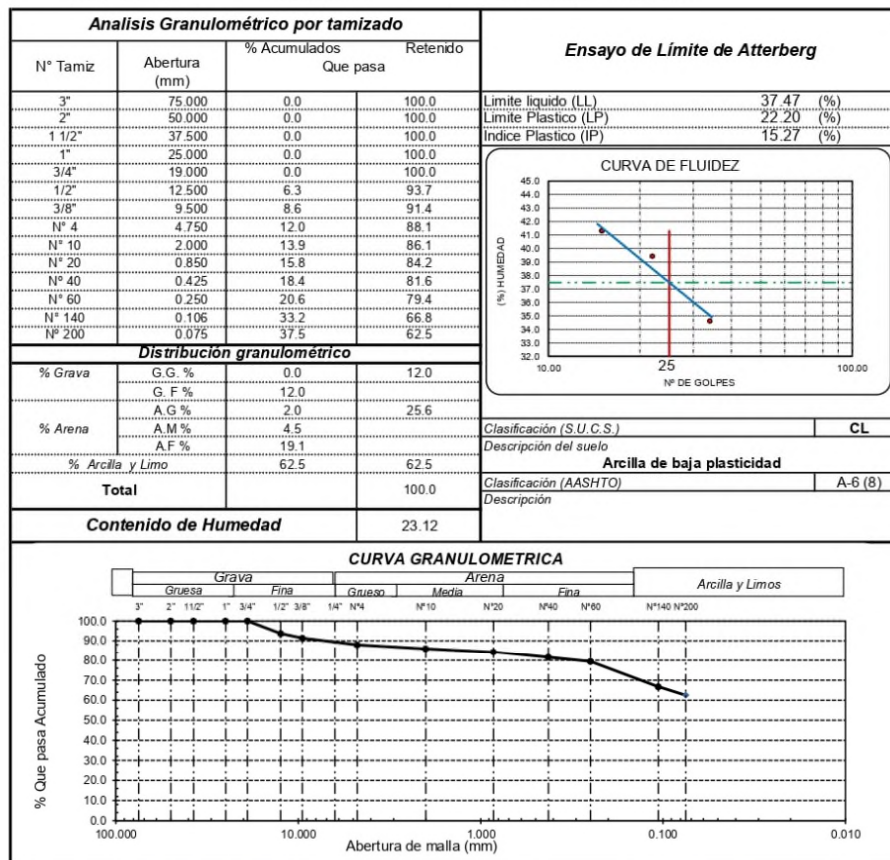 Analisis Granulométrico por tamizado
N° Tamiz Abertura (mm) % Acumulados Retenido
Que pasa
3" 75.000 0.0 100.0
2" 50.000 0.0 100.0
1 1/2" 37.500 0.0 100.0
1" 25.000 0.0 100.0
3/4" 19.000 0.0 100.0
1/2" 12.500 6.3 93.7
3/8" 9.500 8.6 91.4
N° 4 4.750 12.0 88.1
N° 10 2.000 13.9 86.1
N° 20 0.850 15.8 84.2
Nº 40 0.425 18.4 81.6
N° 60 0.250 20.6 79.4
N° 140 0.106 33.2 66.8
Nº 200 0.075 37.5 62.5
Distribución granulométrico
% Grava G.G. % 0.0 12.0
G. F % 12.0
A.G % 2.0 25.6
% Arena A.M % 4.5
A.F % 19.1
% Arcilla y Limo 62.5 62.5
Total 100.0
Contenido de Humedad 23.12
Ensayo de Límite de Atterberg
Limite liquido (LL) 37.47 (%)
Limite Plastico (LP) 22.20 (%)
Indice Plastico (IP) 15.27 (%)
CURVA DE FLUIDEZ
45.0
44.0
43.0
42.0
41.0
40.0
39.0
38.0
37.0
36.0
35.0
34.0
33.0
32.0
(%) HUMEDAD
10.00 25 100.00
Nº DE GOLPES
Clasificación (S.U.C.S.) CL
Descripción del suelo
Arcilla de baja plasticidad
Clasificación (AASHTO) A-6 (8)
Descripción
CURVA GRANULOMETRICA
Grava Arena Arcilla y Limos
Gruesa Fina Grueso Media Fina
3" 2" 11/2" 1" 3/4" 1/2" 3/8" 1/4" Nº4 Nº10 Nº20 Nº40 Nº60 Nº140 Nº200
100.0
90.0
80.0
70.0
60.0
50.0
40.0
30.0
20.0
10.0
0.0
% Que pasa Acumulado
100.000 10.000 1.000 0.100 0.010
Abertura de malla (mm)